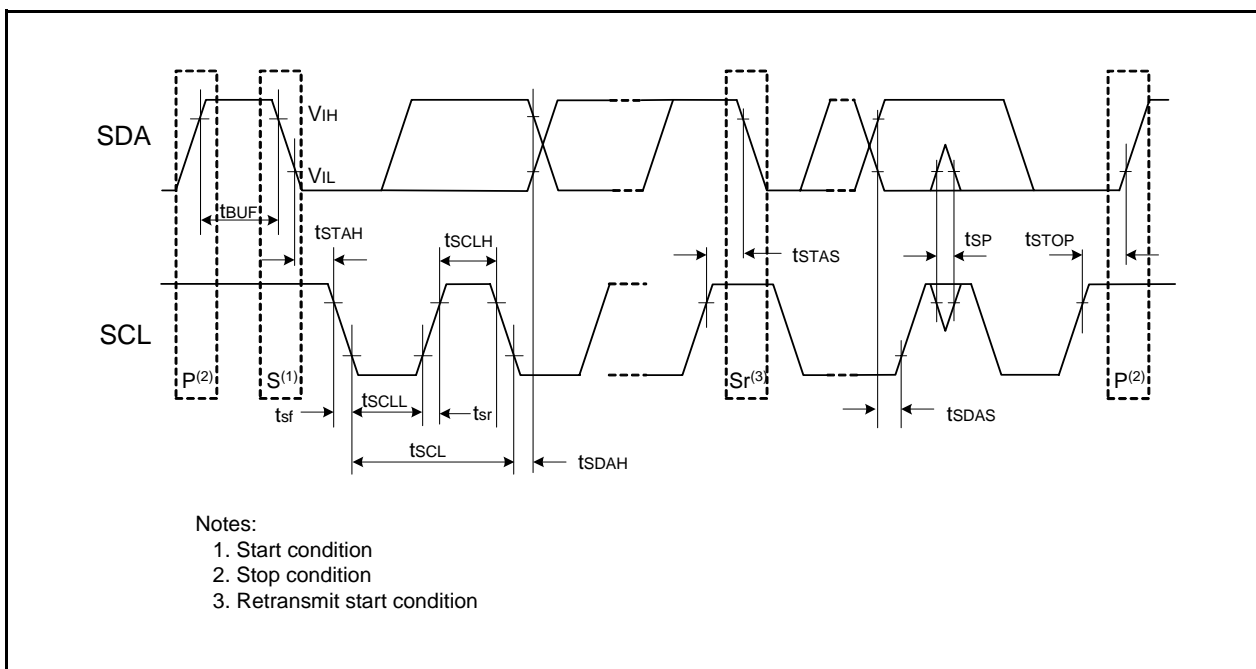 SDA
VIH
VIL
tBUF
tSTAH
tSCLH
tSTAS
tSP
tSTOP
SCL
P(2)
S(1)
Sr(3)
P(2)
tsf
tSCLL
tsr
tSCL
tSDAH
tSDAS
Notes:
1. Start condition
2. Stop condition
3. Retransmit start condition